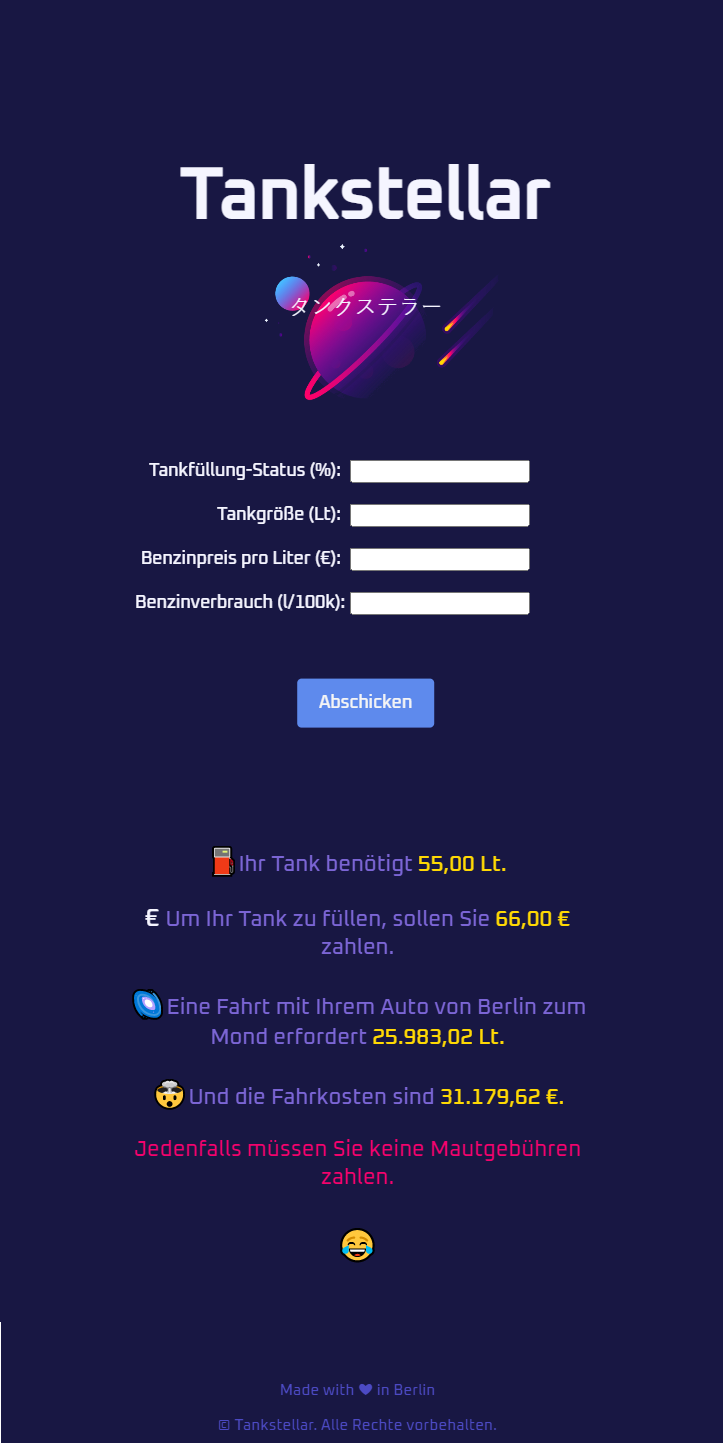 Tankstellar
タンクステラー
Tankfüllung-Status (%):
Tankgröße (Lt):
Benzinpreis pro Liter (€):
Benzinverbrauch (l/100k):
Abschicken
Ihr Tank benötigt 55,00 Lt.
€ Um Ihr Tank zu füllen, sollen Sie 66,00 €
zahlen.
Eine Fahrt mit Ihrem Auto von Berlin zum
Mond erfordert 25.983,02 Lt.
Und die Fahrkosten sind 31.179,62 €.
Jedenfalls müssen Sie keine Mautgebühren
zahlen.
Made with ♥ in Berlin
© Tankstellar. Alle Rechte vorbehalten.